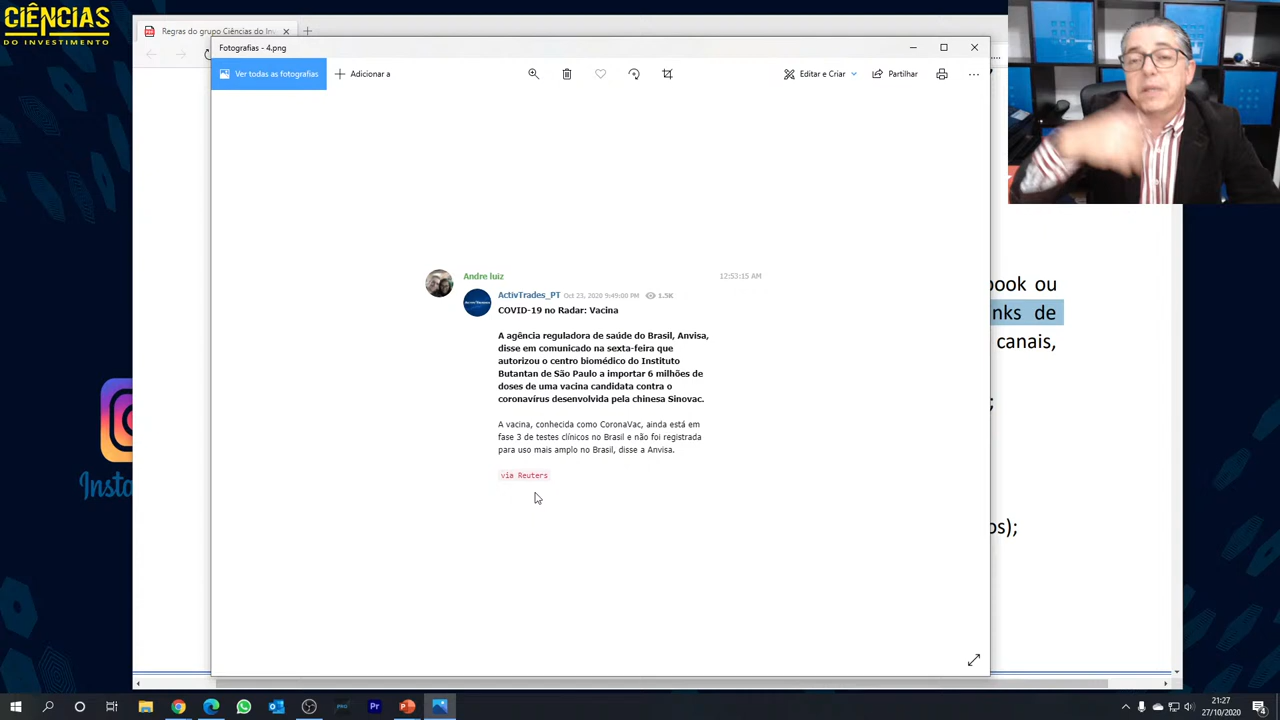 CIÊNCIAS
DO INVESTIMENTO
Regras do grupo Ciências do In
Fotografias - 4.png
Ver todas as fotografias
Adicionar a
Editar e Criar
Partilhar
Andre luiz
12:53:15 AM
ActivTrades_PT Oct 23, 2020 9:49:00 PM 1.5K
COVID-19 no Radar: Vacina
A agência reguladora de saúde do Brasil, Anvisa,
disse em comunicado na sexta-feira que
autorizou o centro biomédico do Instituto
Butantan de São Paulo a importar 6 milhões de
doses de uma vacina candidata contra o
coronavírus desenvolvida pela chinesa Sinovac.
A vacina, conhecida como CoronaVac, ainda está em
fase 3 de testes clínicos no Brasil e não foi registrada
para uso mais amplo no Brasil, disse a Anvisa.
via Reuters
book ou
nks de
canais,
;
os);
Insta
PRO
Pr
21:27
27/10/2020
4